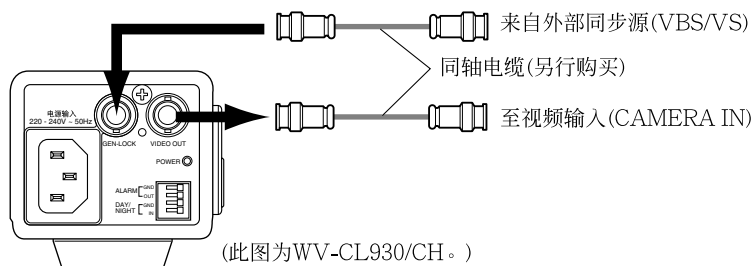 来自外部同步源(VBS/VS)
同轴电缆(另行购买)
至视频输入(CAMERA IN)
电源输入
220 - 240V ~ 50Hz
GEN-LOCK
VIDEO OUT
POWER
ALARM
GND
OUT
DAY/
NIGHT
GND
IN
(此图为WV-CL930/CH。)